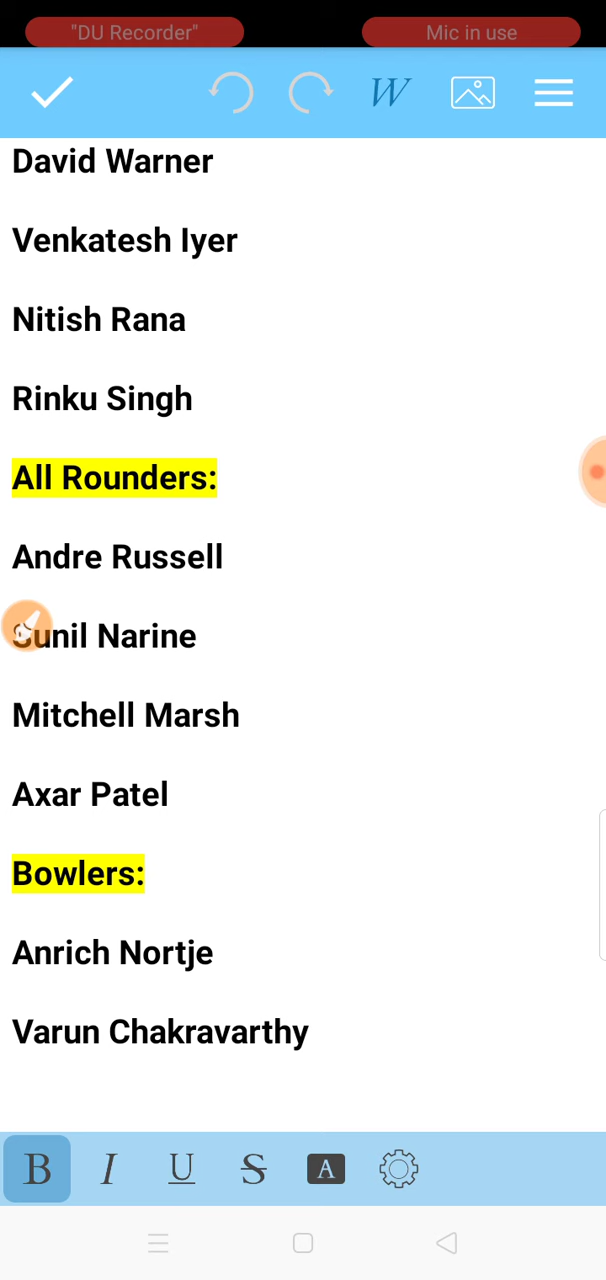 "DU Recorder" Mic in use
W
David Warner
Venkatesh Iyer
Nitish Rana
Rinku Singh
All Rounders:
Andre Russell
Sunil Narine
Mitchell Marsh
Axar Patel
Bowlers:
Anrich Nortje
Varun Chakravarthy
B I U S A